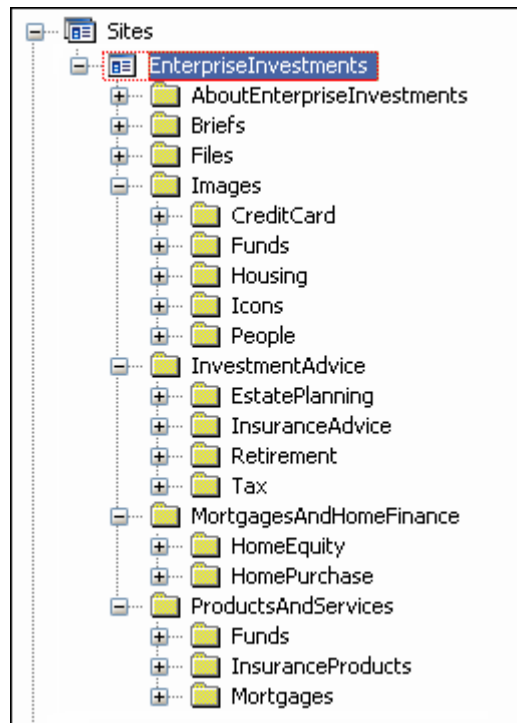 Sites
EnterpriseInvestments
AboutEnterpriseInvestments
Briefs
Files
Images
CreditCard
Funds
Housing
Icons
People
InvestmentAdvice
EstatePlanning
InsuranceAdvice
Retirement
Tax
MortgagesAndHomeFinance
HomeEquity
HomePurchase
ProductsAndServices
Funds
InsuranceProducts
Mortgages